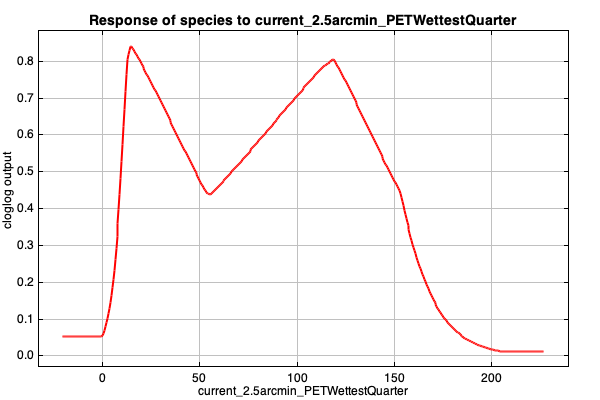 Response of species to current_2.5arcmin_PETWettestQuarter
cloglog output
0.8
0.7
0.6
0.5
0.4
0.3
0.2
0.1
0.0
0 50 100 150 200
current_2.5arcmin_PETWettestQuarter